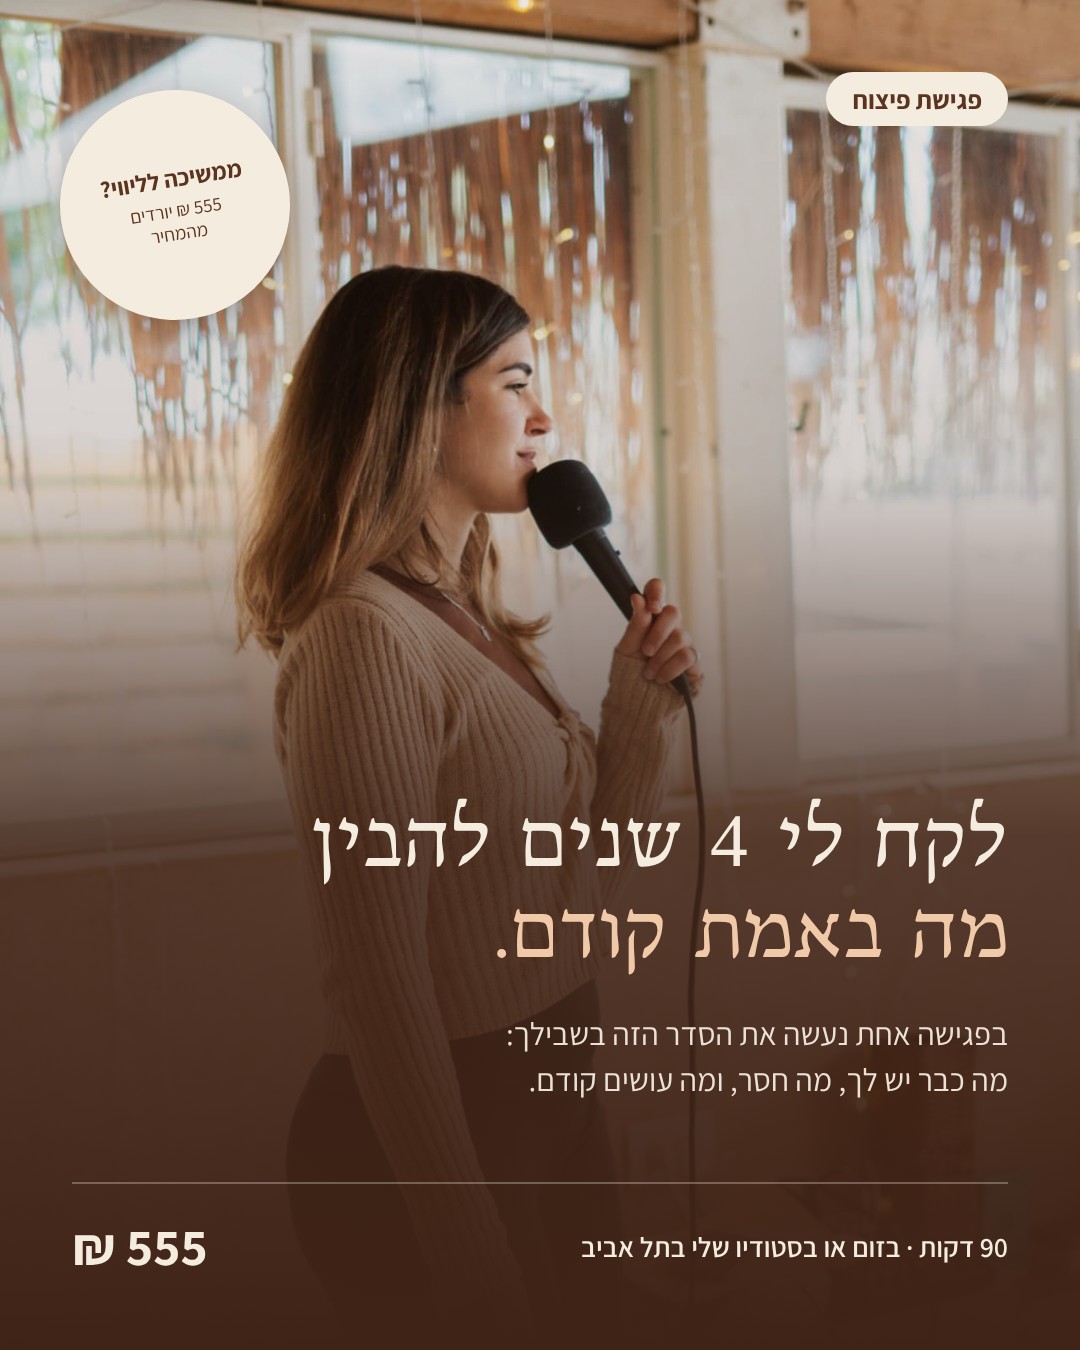 פגישת פיצוח
ממשיכה לליווי?
555 ₪ יורדים
מהמחיר
לקח לי 4 שנים להבין
מה באמת קודם.
בפגישה אחת נעשה את הסדר הזה בשבילך:
מה כבר יש לך, מה חסר, ומה עושים קודם.
90 דקות · בזום או בסטודיו שלי בתל אביב
555 ₪